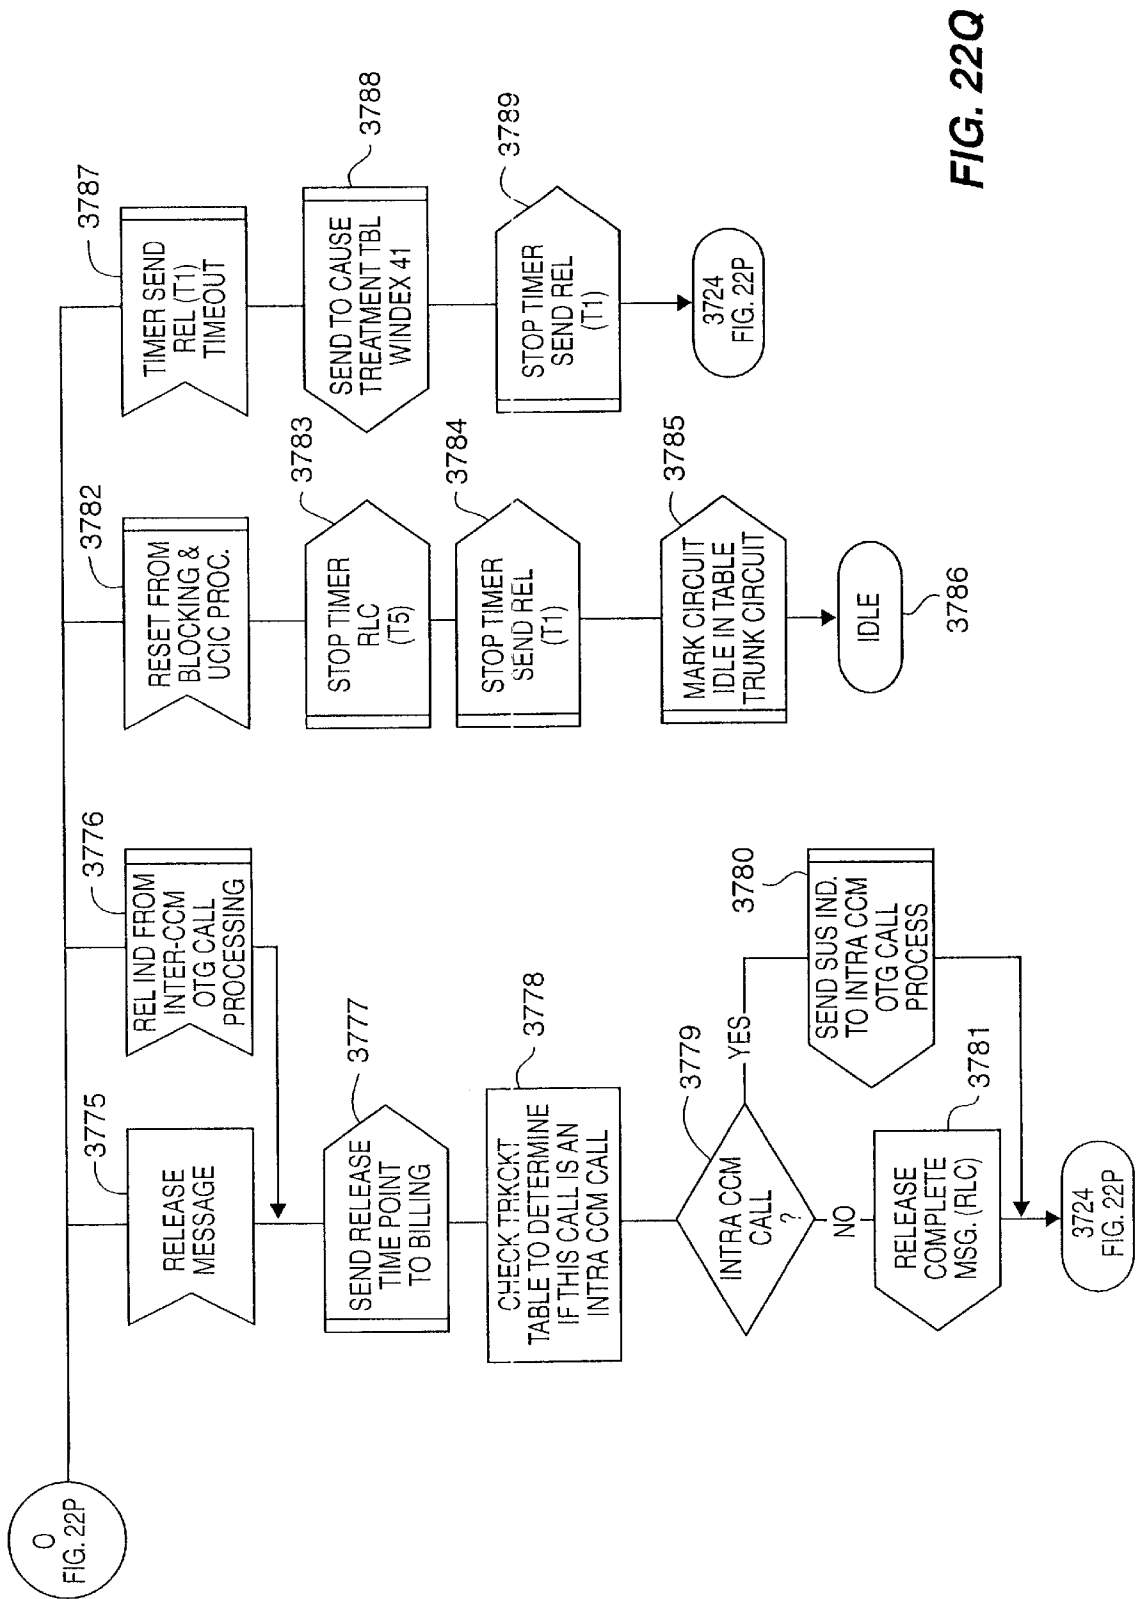 O
FIG. 22P
3775
RELEASE
MESSAGE
3776
REL IND FROM
INTER-CCM
OTG CALL
PROCESSING
3777
SEND RELEASE
TIME POINT
TO BILLING
3778
CHECK TRKCKT
TABLE TO DETERMINE
IF THIS CALL IS AN
INTRA CCM CALL
3779
INTRA CCM
CALL
?
YES
NO
3780
SEND SUS IND.
TO INTRA CCM
OTG CALL
PROCESS
3781
RELEASE
COMPLETE
MSG. (RLC)
3724
FIG. 22P
3782
RESET FROM
BLOCKING &
UCIC PROC.
3783
STOP TIMER
RLC
(T5)
3784
STOP TIMER
SEND REL
(T1)
3785
MARK CIRCUIT
IDLE IN TABLE
TRUNK CIRCUIT
IDLE
3786
3787
TIMER SEND
REL (T1)
TIMEOUT
3788
SEND TO CAUSE
TREATMENT TBL
WINDEX 41
3789
STOP TIMER
SEND REL
(T1)
3724
FIG. 22P
FIG. 22Q